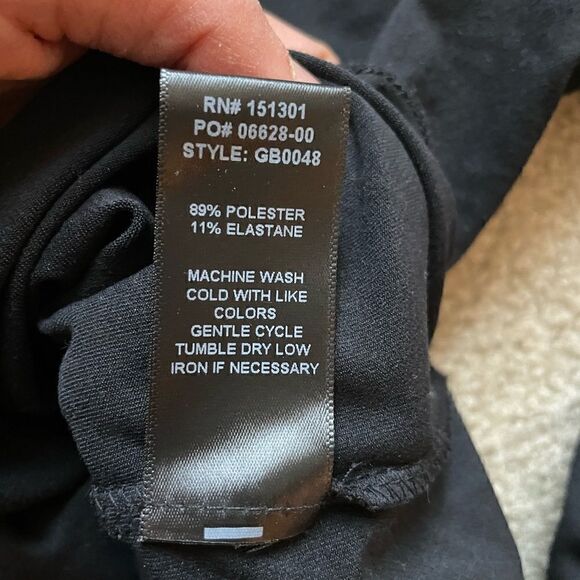 RN# 151301
PO# 06628-00
STYLE: GB0048
89% POLESTER
11% ELASTANE
MACHINE WASH
COLD WITH LIKE
COLORS
GENTLE CYCLE
TUMBLE DRY LOW
IRON IF NECESSARY